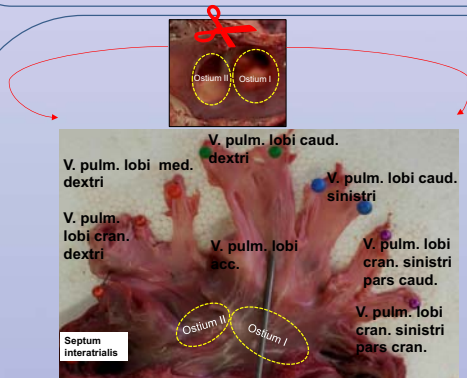 Ostium II
Ostium I
V. pulm. lobi caud.
dextri
V. pulm. lobi med.
dextri
V. pulm. lobi caud.
sinistri
V. pulm.
lobi cran.
dextri
V. pulm. lobi
acc.
V. pulm. lobi
cran. sinistri
pars caud.
V. pulm. lobi
cran. sinistri
pars cran.
Ostium II
Ostium I
Septum
interatrialis